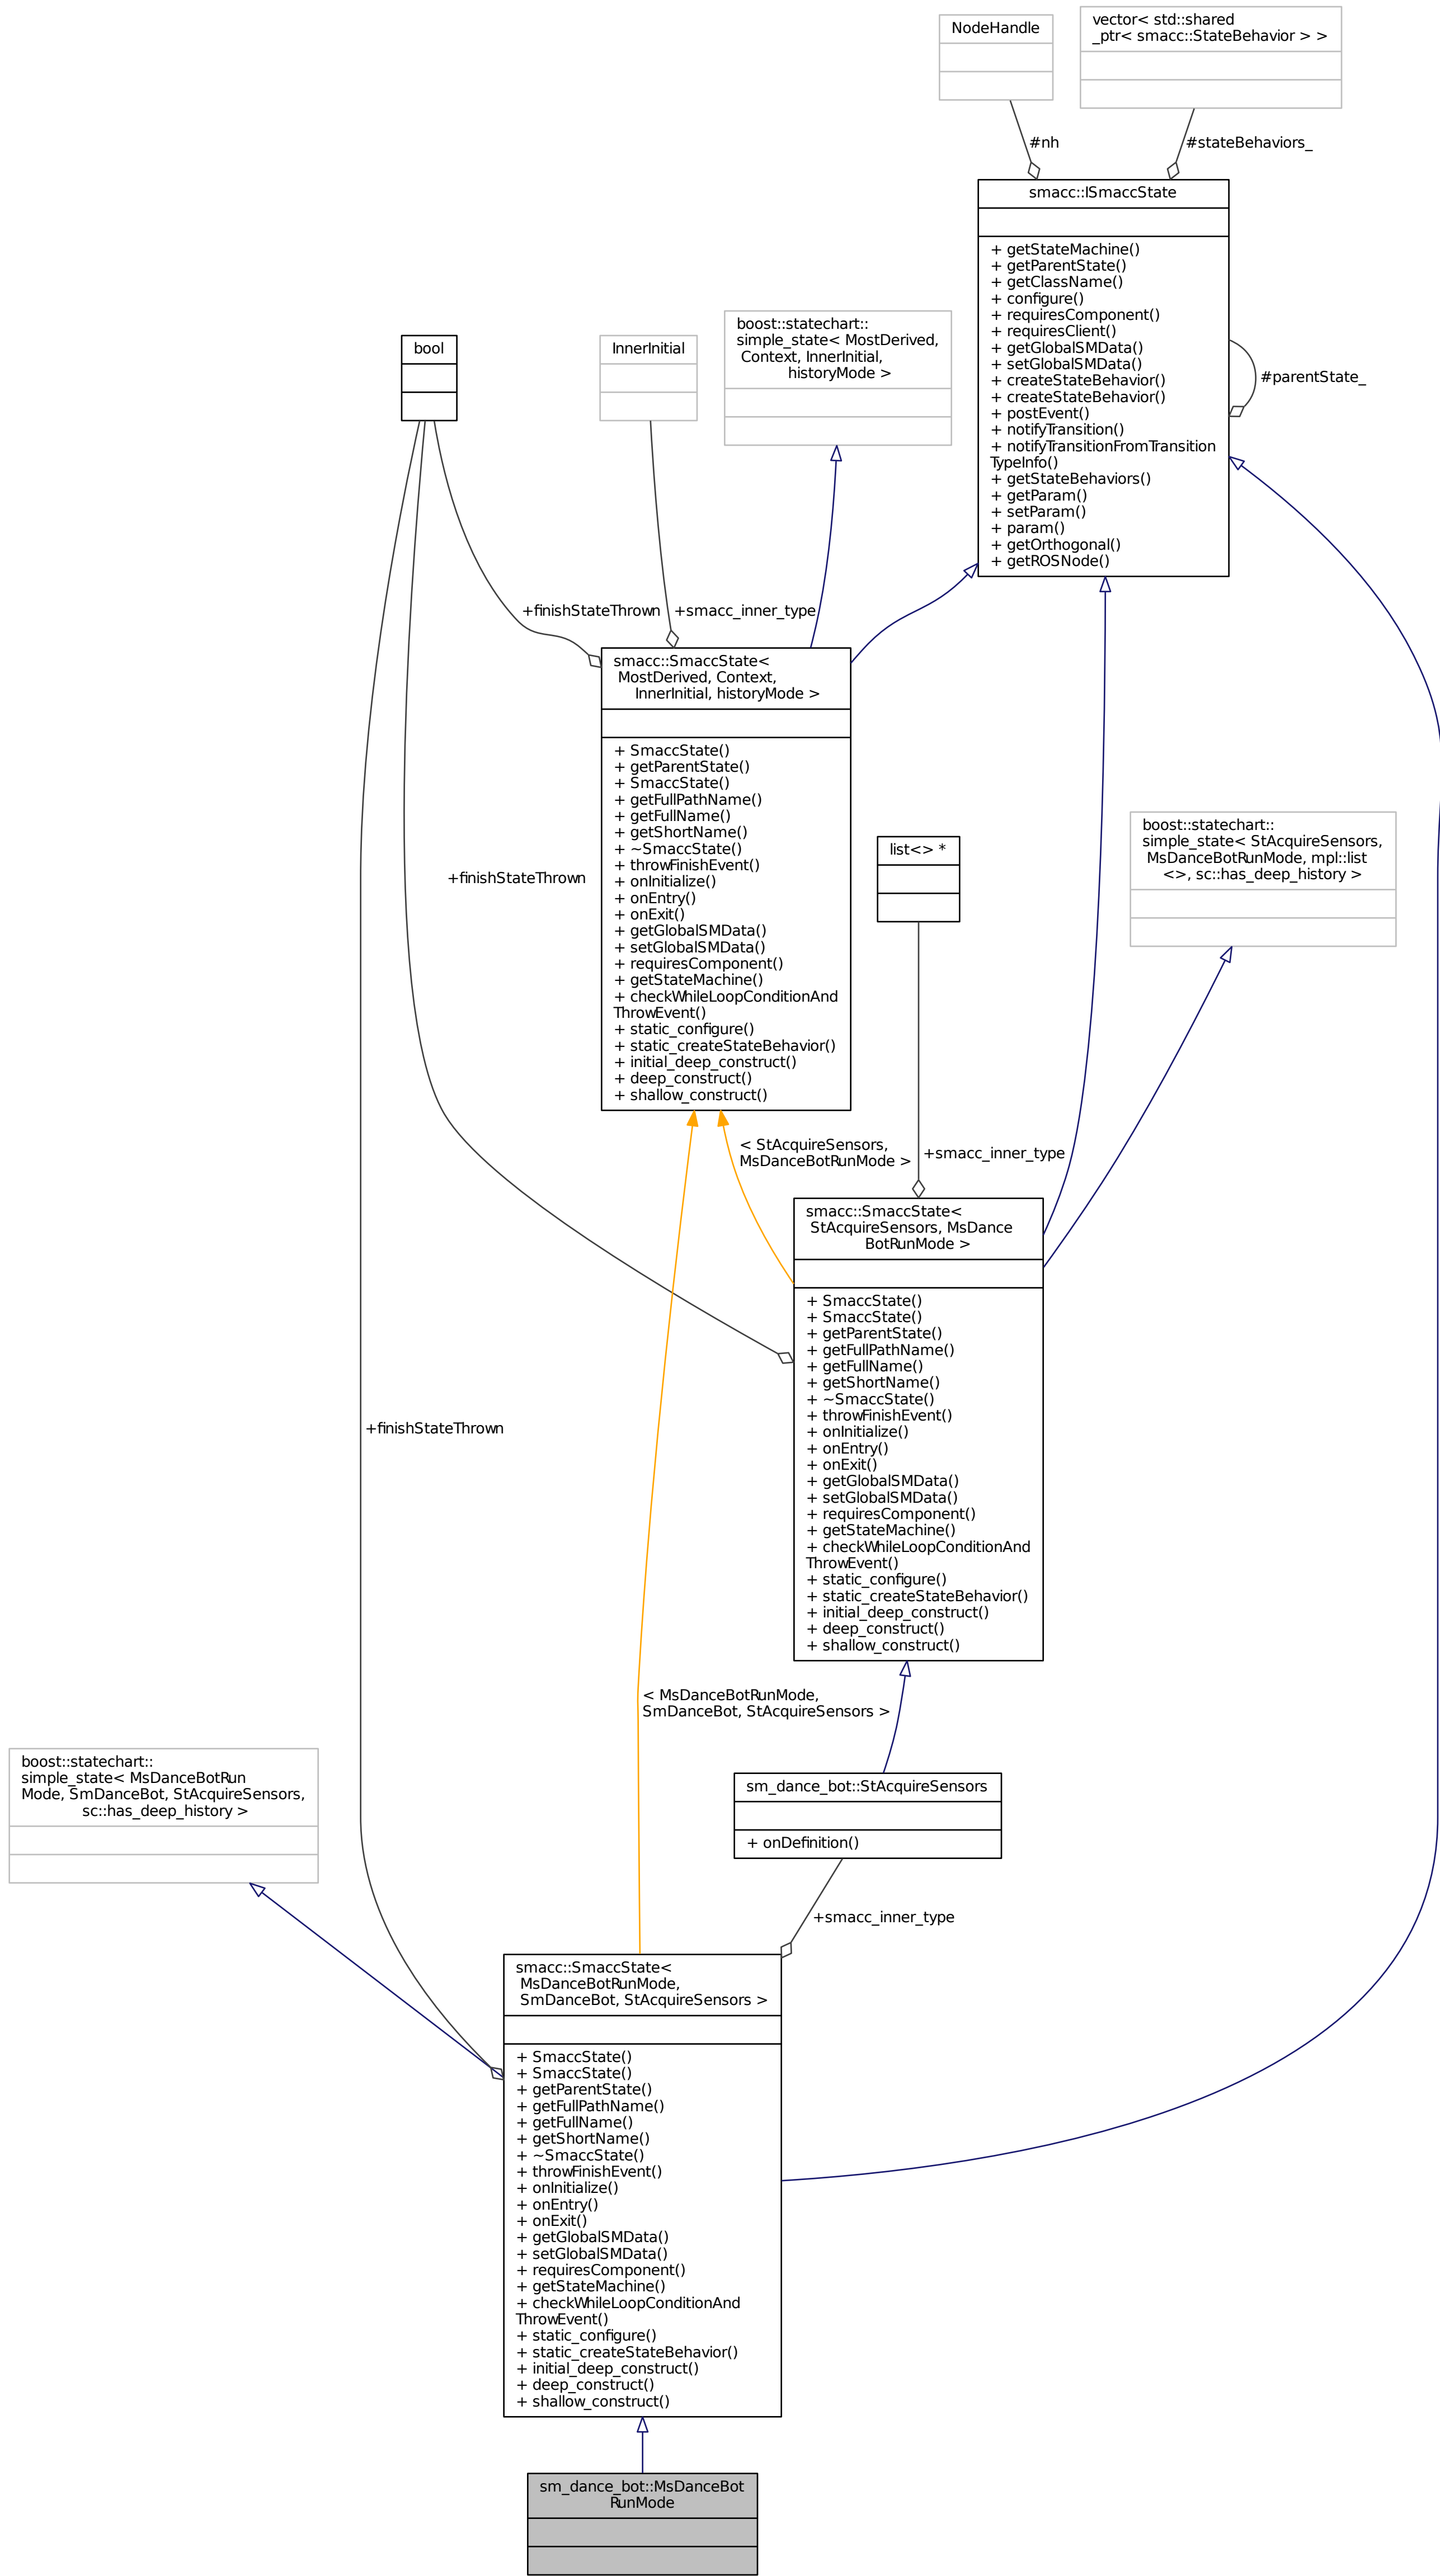 NodeHandle
vector< std::shared
_ptr< smacc::StateBehavior > >
#nh
#stateBehaviors_
smacc::ISmaccState
+ getStateMachine()
+ getParentState()
+ getClassName()
+ configure()
+ requiresComponent()
+ requiresClient()
+ getGlobalSMData()
+ setGlobalSMData()
+ createStateBehavior()
+ createStateBehavior()
+ postEvent()
+ notifyTransition()
+ notifyTransitionFromTransition
TypeInfo()
+ getStateBehaviors()
+ getParam()
+ setParam()
+ param()
+ getOrthogonal()
+ getROSNode()
#parentState_
bool
InnerInitial
boost::statechart::
simple_state< MostDerived,
Context, InnerInitial,
historyMode >
+finishStateThrown
+smacc_inner_type
smacc::SmaccState<
MostDerived, Context,
InnerInitial, historyMode >
+ SmaccState()
+ getParentState()
+ SmaccState()
+ getFullPathName()
+ getFullName()
+ getShortName()
+ ~SmaccState()
+ throwFinishEvent()
+ onInitialize()
+ onEntry()
+ onExit()
+ getGlobalSMData()
+ setGlobalSMData()
+ requiresComponent()
+ getStateMachine()
+ checkWhileLoopConditionAnd
ThrowEvent()
+ static_configure()
+ static_createStateBehavior()
+ initial_deep_construct()
+ deep_construct()
+ shallow_construct()
+finishStateThrown
list<> *
boost::statechart::
simple_state< StAcquireSensors,
MsDanceBotRunMode, mpl::list
<>, sc::has_deep_history >
< StAcquireSensors,
MsDanceBotRunMode >
+smacc_inner_type
smacc::SmaccState<
StAcquireSensors, MsDance
BotRunMode >
+ SmaccState()
+ SmaccState()
+ getParentState()
+ getFullPathName()
+ getFullName()
+ getShortName()
+ ~SmaccState()
+ throwFinishEvent()
+ onInitialize()
+ onEntry()
+ onExit()
+ getGlobalSMData()
+ setGlobalSMData()
+ requiresComponent()
+ getStateMachine()
+ checkWhileLoopConditionAnd
ThrowEvent()
+ static_configure()
+ static_createStateBehavior()
+ initial_deep_construct()
+ deep_construct()
+ shallow_construct()
+finishStateThrown
< MsDanceBotRunMode,
SmDanceBot, StAcquireSensors >
boost::statechart::
simple_state< MsDanceBotRun
Mode, SmDanceBot, StAcquireSensors,
sc::has_deep_history >
sm_dance_bot::StAcquireSensors
+ onDefinition()
+smacc_inner_type
smacc::SmaccState<
MsDanceBotRunMode,
SmDanceBot, StAcquireSensors >
+ SmaccState()
+ SmaccState()
+ getParentState()
+ getFullPathName()
+ getFullName()
+ getShortName()
+ ~SmaccState()
+ throwFinishEvent()
+ onInitialize()
+ onEntry()
+ onExit()
+ getGlobalSMData()
+ setGlobalSMData()
+ requiresComponent()
+ getStateMachine()
+ checkWhileLoopConditionAnd
ThrowEvent()
+ static_configure()
+ static_createStateBehavior()
+ initial_deep_construct()
+ deep_construct()
+ shallow_construct()
sm_dance_bot::MsDanceBot
RunMode